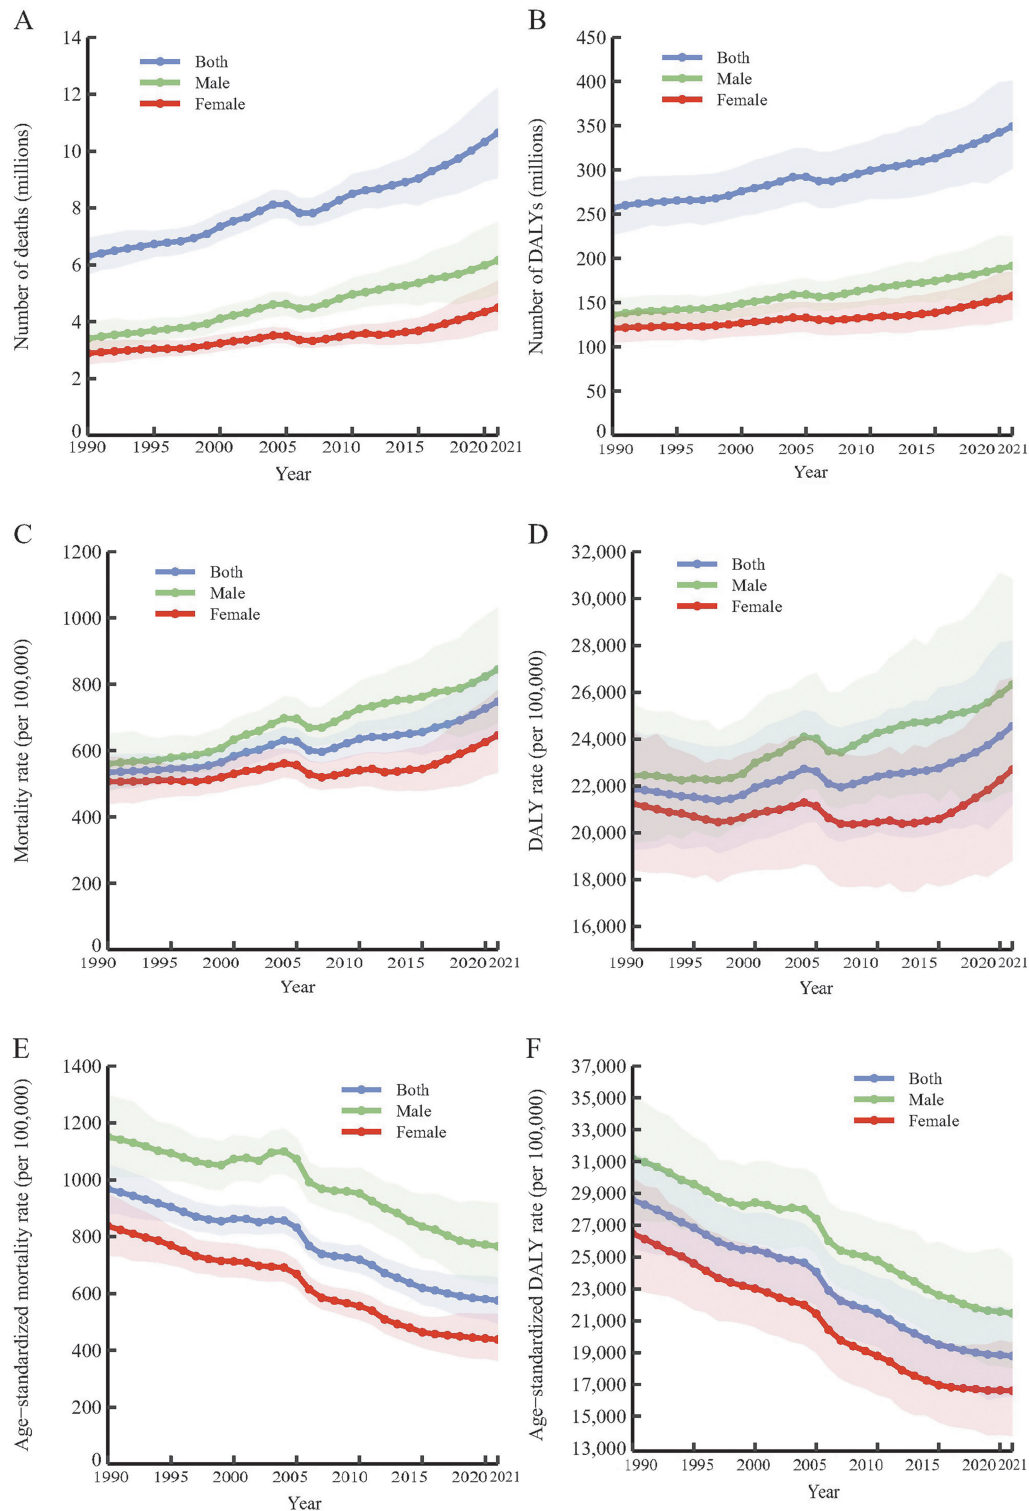 A
Number of deaths (millions)
14
12
10
8
6
4
2
0
Both
Male
Female
1990 1995 2000 2005 2010 2015 2020 2021
Year
B
Number of DALYs (millions)
450
400
350
300
250
200
150
100
50
0
Both
Male
Female
1990 1995 2000 2005 2010 2015 2020 2021
Year
C
Mortality rate (per 100,000)
1200
1000
800
600
400
200
0
Both
Male
Female
1990 1995 2000 2005 2010 2015 2020 2021
Year
D
DALY rate (per 100,000)
32,000
30,000
28,000
26,000
24,000
22,000
20,000
18,000
16,000
Both
Male
Female
1990 1995 2000 2005 2010 2015 2020 2021
Year
E
Age−standardized mortality rate (per 100,000)
1400
1200
1000
800
600
400
200
0
Both
Male
Female
1990 1995 2000 2005 2010 2015 2020 2021
Year
F
Age−standardized DALY rate (per 100,000)
37,000
35,000
33,000
31,000
29,000
27,000
25,000
23,000
21,000
19,000
17,000
15,000
13,000
Both
Male
Female
1990 1995 2000 2005 2010 2015 2020 2021
Year